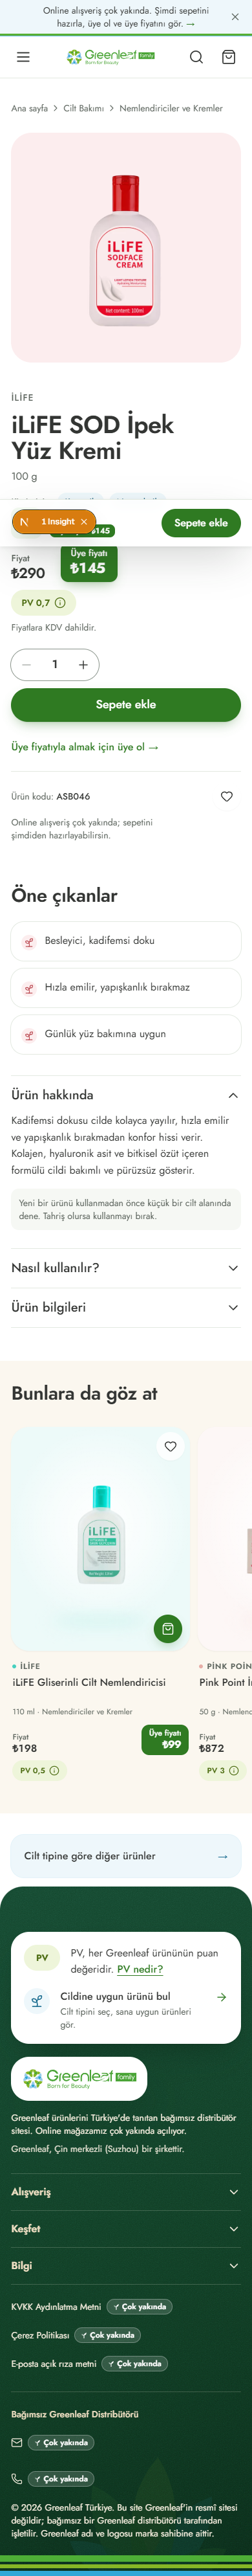 Online alışveriş çok yakında. Şimdi sepetini
hazırla, üyel ol ve üye fiyatını gör. →
Greenleaf
Born for Beauty
Ana sayfa > Cilt Bakımı > Nemlendiriciler ve Kremler
iLiFE
SODFACE
CREAM
LIGHT LOTION TEXTURE
Net content: 100ml
İLİFE
iLiFE SOD İpek
Yüz Kremi
100 g
N 1 Insight ×
₺145
Sepete ekle
Fiyat
₺290
Üye fiyatı
₺145
PV 0,7
Fiyatlara KDV dahildir.
− 1 +
Sepete ekle
Üye fiyatıyla almak için üye ol →
Ürün kodu: ASB046
Online alışveriş çok yakında; sepetini
şimdiden hazırlayabilirsin.
Öne çıkanlar
Besleyici, kadifemsi doku
Hızla emilir, yapışkanlık bırakmaz
Günlük yüz bakımına uygun
Ürün hakkında
Kadifemsi dokusu cilde kolayca yayılır, hızla emilir
ve yapışkanlı bırakmadan konfor hissi verir.
Kolajen, hyaluronik asit ve bitkisel özüt içeren
formülü cildi bakımlı ve pürüzsüz gösterir.
Yeni bir ürünü kullanmadan önce küçük bir cilt alanında
dene. Tahriş olursa kullanmayı bırak.
Nasıl kullanılır?
Ürün bilgileri
Bunlara da göz at
iLiFE
İLİFE
iLiFE Gliserinli Cilt Nemlendiricisi
110 ml · Nemlendiriciler ve Kremler
Fiyat
₺198
Üye fiyatı
₺99
PV 0,5
PINK POIN
Pink Point İ
50 g · Nemlend
Fiyat
₺872
PV 3
Cilt tipine göre diğer ürünler →
PV
PV, her Greenleaf ürününün puan
değeridir. PV nedir?
Cildine uygun ürünü bul →
Cilt tipini seç, sana uygun ürünleri
gör.
Greenleaf
Born for Beauty
Greenleaf ürünlerini Türkiye'de tanıtan bağımsız distribütör
sitesi. Online mağazamız çok yakında açılıyor.
Greenleaf, Çin merkezli (Suzhou) bir şirkettir.
Alışveriş
Keşfet
Bilgi
KVKK Aydınlatma Metni Çok yakında
Çerez Politikası Çok yakında
E-posta açık rıza metni Çok yakında
Bağımsız Greenleaf Distribütörü
Çok yakında
Çok yakında
© 2026 Greenleaf Türkiye. Bu site Greenleaf'in resmî sitesi
değildir; bağımsız bir Greenleaf distribütörü tarafından
işletilir. Greenleaf adı ve logosu marka sahibine aittir.